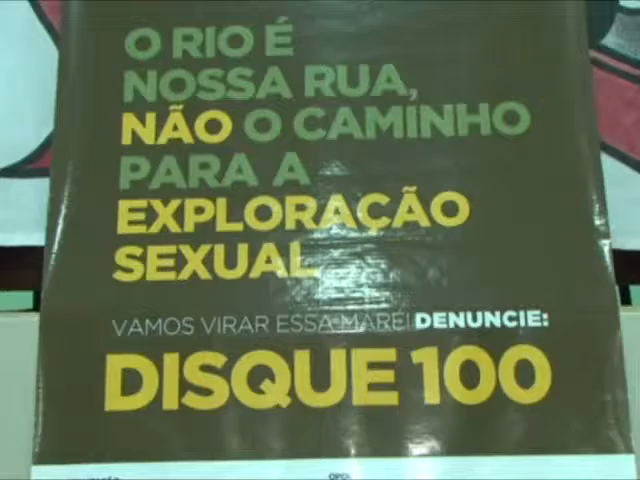 O RIO É
NOSSA RUA,
NÃO O CAMINHO
PARA A
EXPLORAÇÃO
SEXUAL
VAMOS VIRAR ESSA MARÉ! DENUNCIE:
DISQUE 100